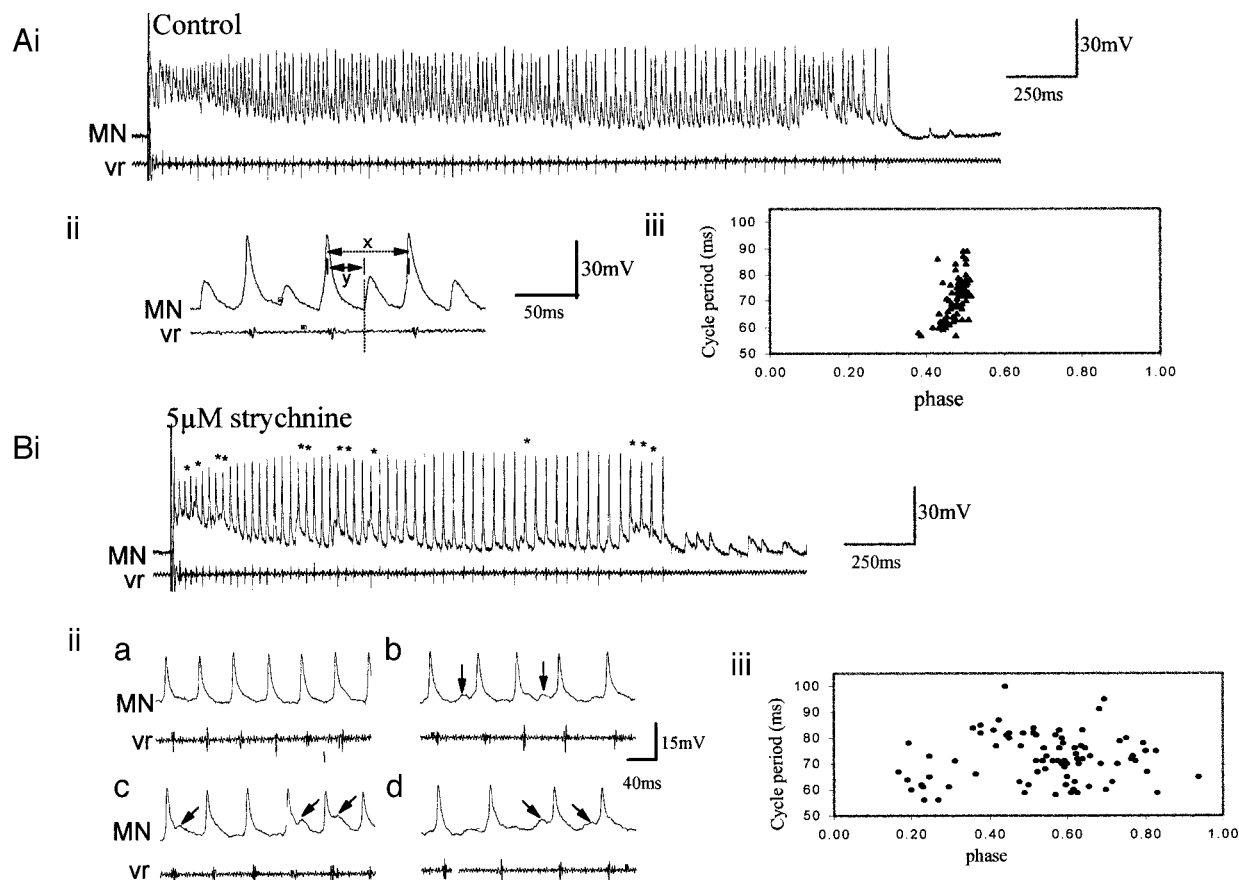 Ai
Control
30mV
250ms
MN
vr
ii
x
y
30mV
50ms
MN
vr
iii
Cycle period (ms)
100
90
80
70
60
50
0.00 0.20 0.40 0.60 0.80 1.00
phase
5μM strychnine
Bi
* * ** ** ** * * * * *
30mV
250ms
MN
vr
ii
a
MN
vr
b
15mV
40ms
c
MN
vr
d
iii
Cycle period (ms)
100
90
80
70
60
50
0.00 0.20 0.40 0.60 0.80 1.00
phase